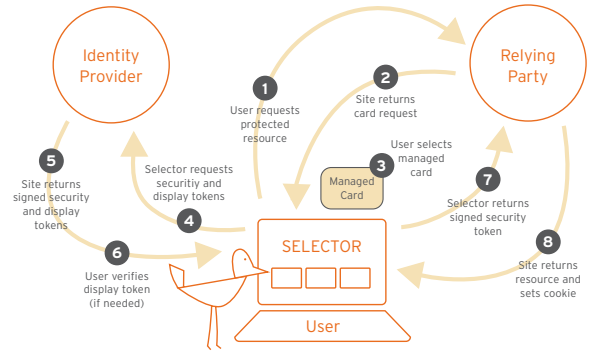 Identity
Provider
Relying
Party
1
User requests
protected
resource
2
Site returns
card request
3
User selects
managed
card
Managed
Card
4
Selector requests
securitiy and
display tokens
5
Site returns
signed security
and display
tokens
6
User verifies
display token
(if needed)
7
Selector returns
signed security
token
8
Site returns
resource and
sets cookie
SELECTOR
User